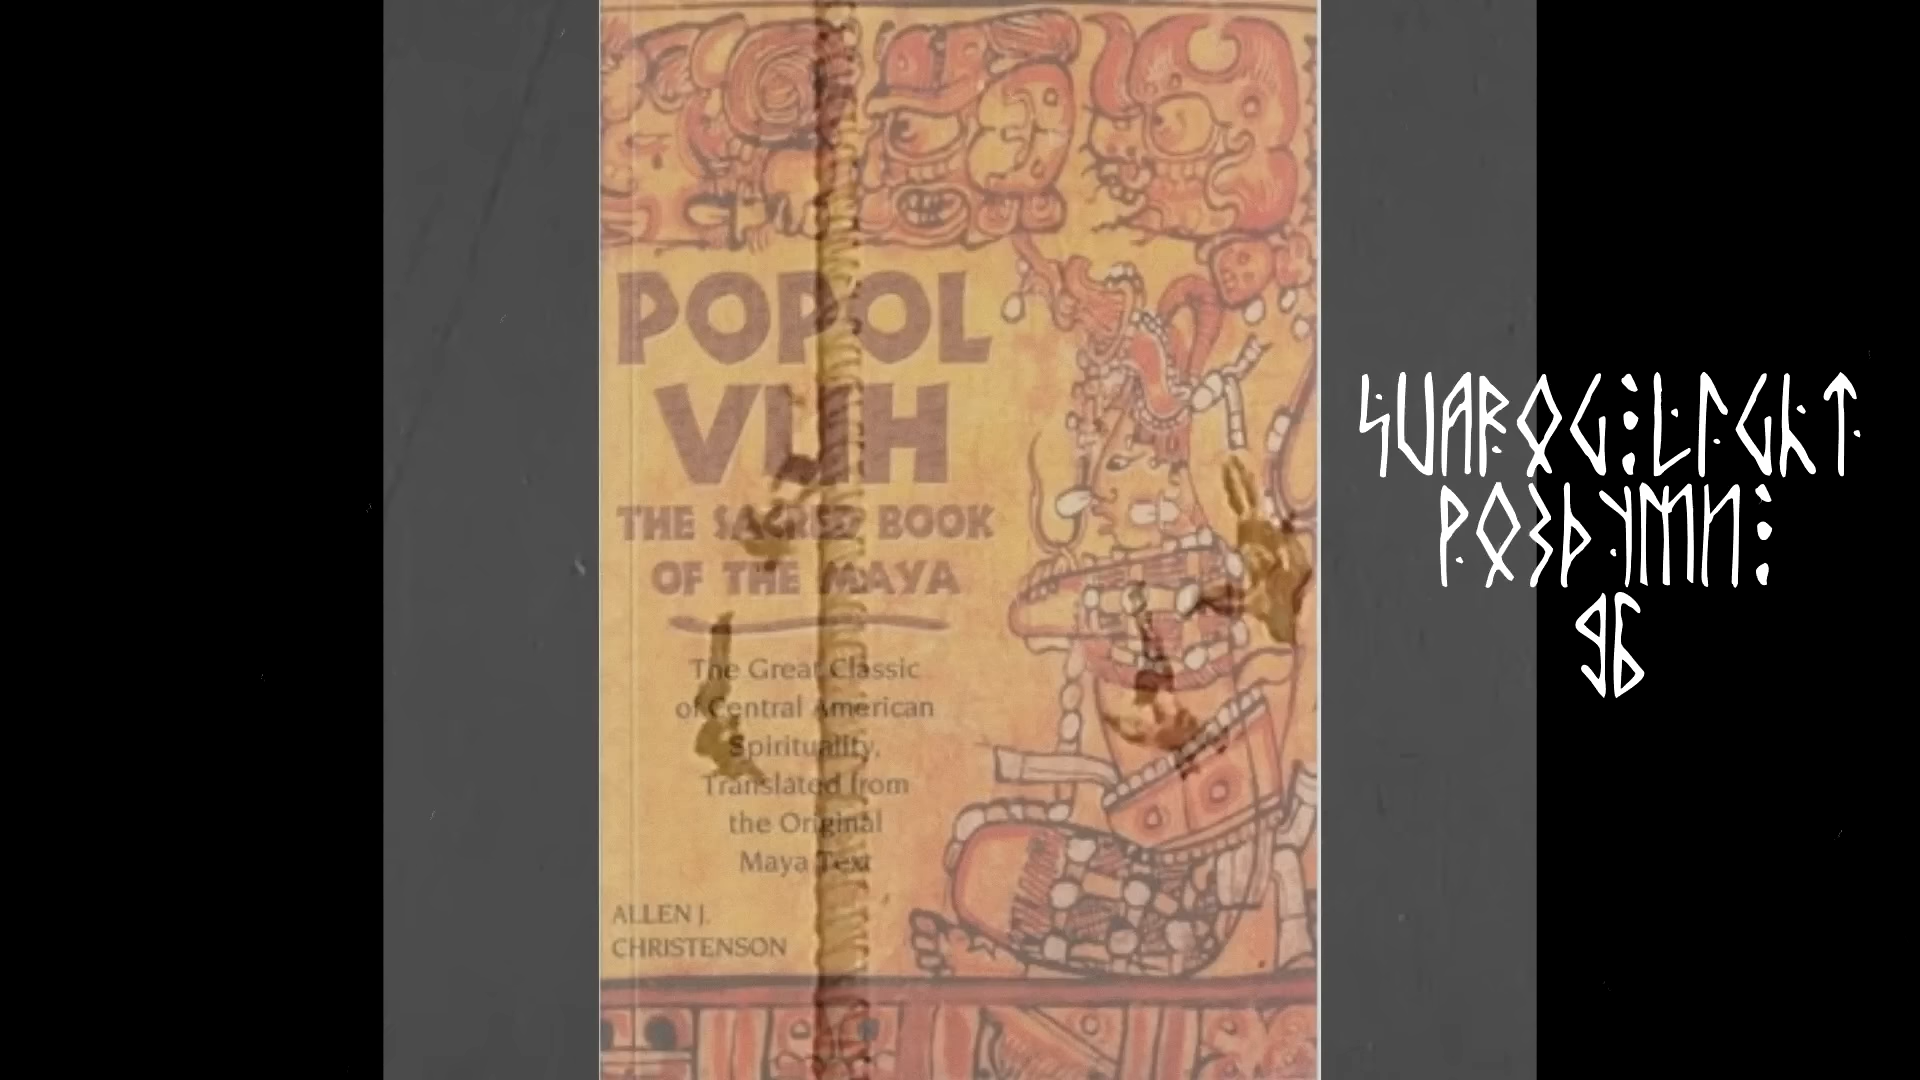 POPOL
VUH
THE SACRED BOOK
OF THE MAYA
The Great Classic
of Central American
Spirituality,
Translated from
the Original
Maya Text
ALLEN J.
CHRISTENSON
96